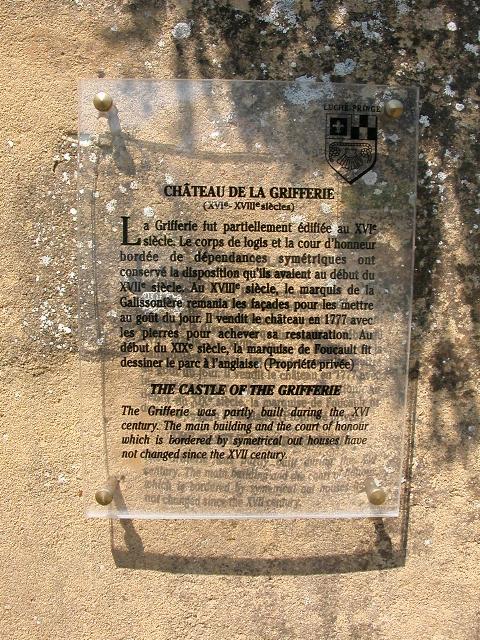 LUCHÉ-PRINGÉ
CHÂTEAU DE LA GRIFFERIE
(XVIe- XVIIIe siècles)
La Grifferie fut partiellement édifiée au XVIe
siècle. Le corps de logis et la cour d'honneur
bordée de dépendances symétriques ont
conservé la disposition qu'ils avaient au début du
XVIIe siècle. Au XVIIIe siècle, le marquis de la
Galissonière remania les façades pour les mettre
au goût du jour. Il vendit le château en 1777 avec
les pierres pour achever sa restauration. Au
début du XIXe siècle, la marquise de Foucault fit
dessiner le parc à l'anglaise. (Propriété privée)
THE CASTLE OF THE GRIFFERIE
The Grifferie was partly built during the XVI
century. The main building and the court of honour
which is bordered by symetrical out houses have
not changed since the XVII century.